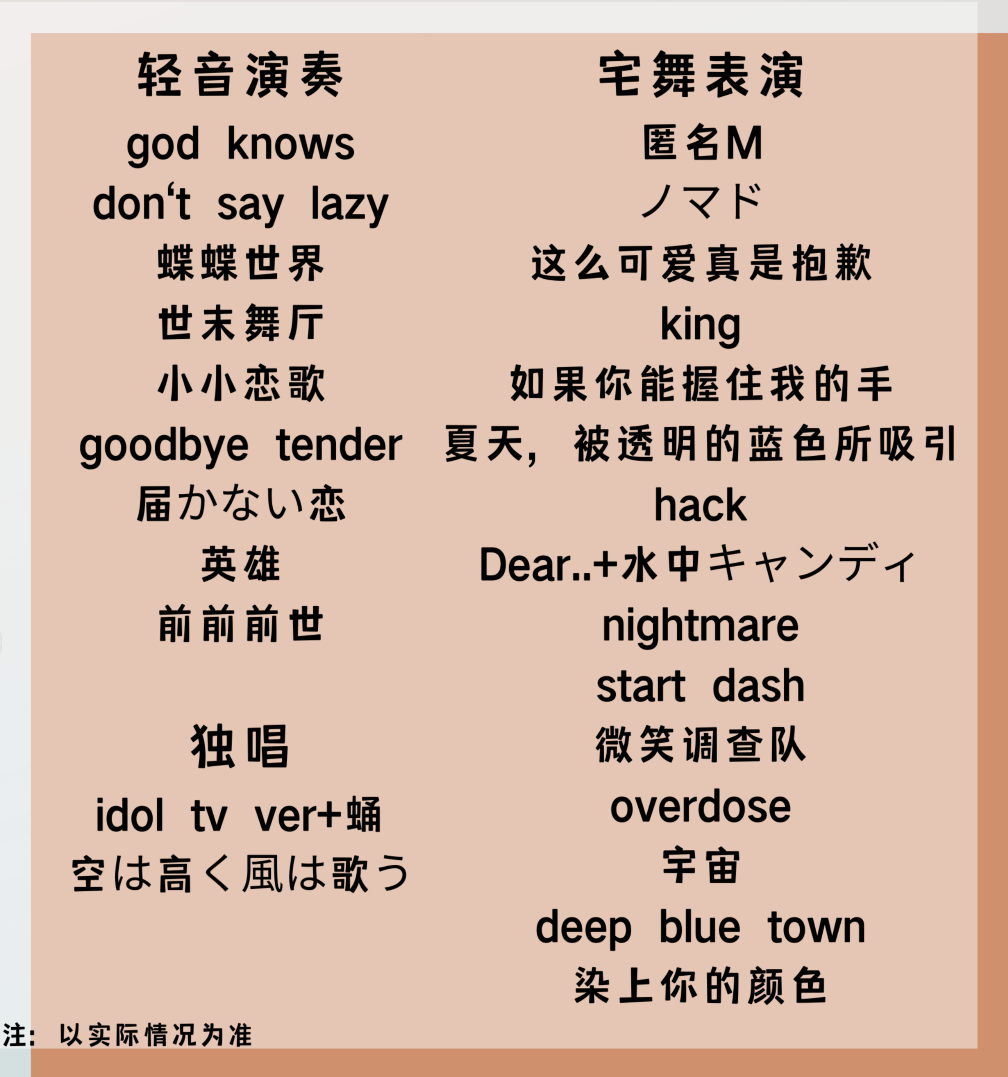 轻音演奏
god knows
don‘t say lazy
蝶蝶世界
世末舞厅
小小恋歌
goodbye tender
届かない恋
英雄
前前前世
独唱
idol tv ver+蛹
空は高く風は歌う
宅舞表演
匿名M
ノマド
这么可爱真是抱歉
king
如果你能握住我的手
夏天，被透明的蓝色所吸引
hack
Dear..+水中キャンディ
nightmare
start dash
微笑调查队
overdose
宇宙
deep blue town
染上你的颜色
注：以实际情况为准